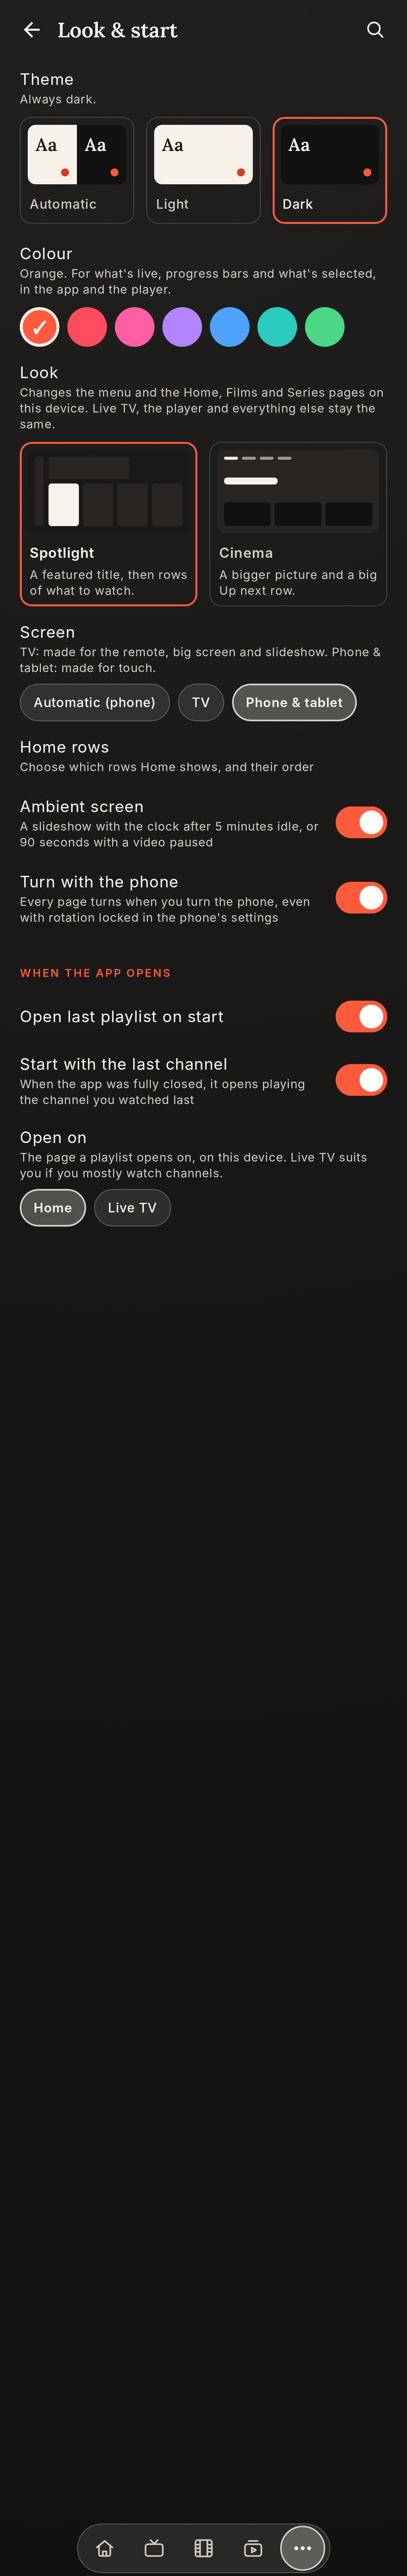 Look & start
Theme
Always dark.
Aa
Aa
Aa
Aa
Automatic
Light
Dark
Colour
Orange. For what's live, progress bars and what's selected,
in the app and the player.
Look
Changes the menu and the Home, Films and Series pages on
this device. Live TV, the player and everything else stay the
same.
Spotlight
A featured title, then rows
of what to watch.
Cinema
A bigger picture and a big
Up next row.
Screen
TV: made for the remote, big screen and slideshow. Phone &
tablet: made for touch.
Automatic (phone)
TV
Phone & tablet
Home rows
Choose which rows Home shows, and their order
Ambient screen
A slideshow with the clock after 5 minutes idle, or
90 seconds with a video paused
Turn with the phone
Every page turns when you turn the phone, even
with rotation locked in the phone's settings
WHEN THE APP OPENS
Open last playlist on start
Start with the last channel
When the app was fully closed, it opens playing
the channel you watched last
Open on
The page a playlist opens on, on this device. Live TV suits
you if you mostly watch channels.
Home
Live TV